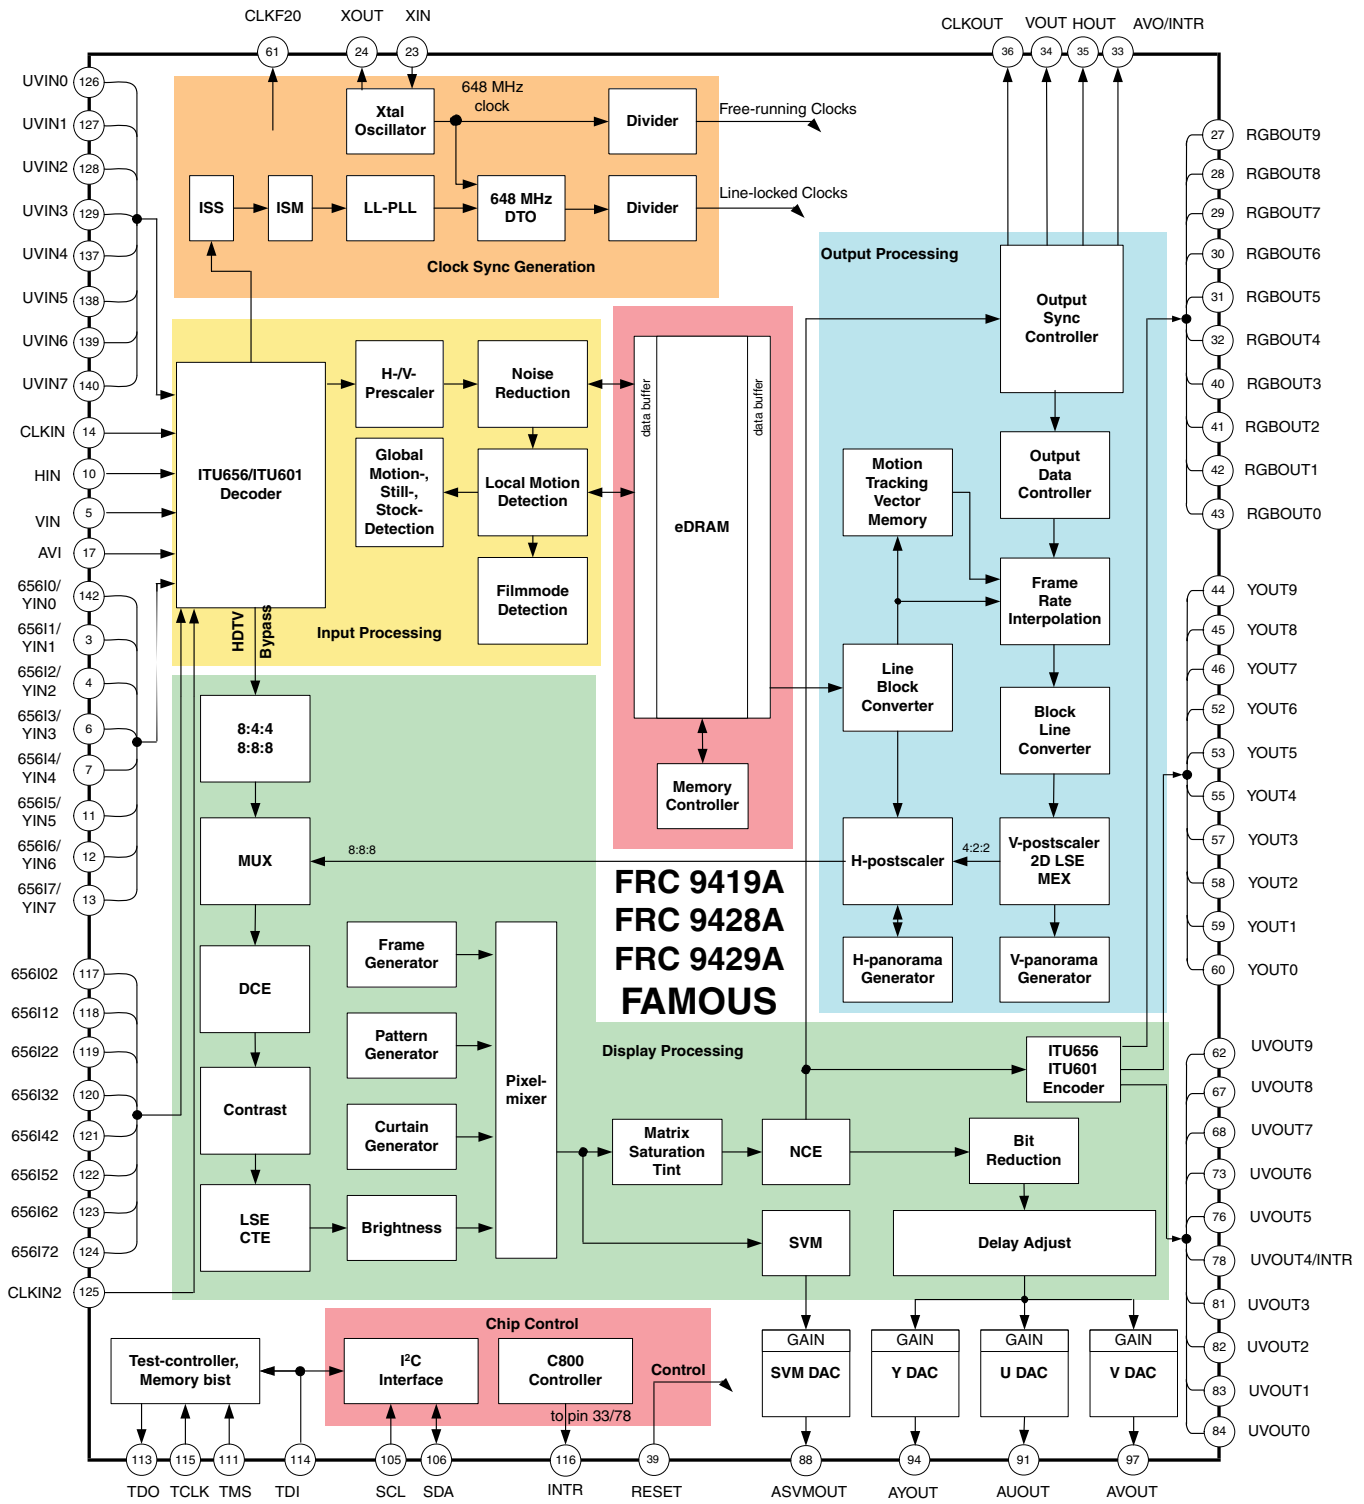 CLKF20
XOUT
XIN
CLKOUT
VOUT
HOUT
AVO/INTR
61
24
23
36
34
35
33
UVIN0
126
UVIN1
127
UVIN2
128
UVIN3
129
UVIN4
137
UVIN5
138
UVIN6
139
UVIN7
140
CLKIN
14
HIN
10
VIN
5
AVI
17
656I0/
YIN0
142
656I1/
YIN1
3
656I2/
YIN2
4
656I3/
YIN3
6
656I4/
YIN4
7
656I5/
YIN5
11
656I6/
YIN6
12
656I7/
YIN7
13
656I02
117
656I12
118
656I22
119
656I32
120
656I42
121
656I52
122
656I62
123
656I72
124
CLKIN2
125
Xtal
Oscillator
648 MHz
clock
Divider
Free-running Clocks
ISS
ISM
LL-PLL
648 MHz
DTO
Divider
Line-locked Clocks
Clock Sync Generation
ITU656/ITU601
Decoder
H-/V-
Prescaler
Noise
Reduction
Global
Motion-,
Still-,
Stock-
Detection
Local Motion
Detection
Filmmode
Detection
HDTV
Bypass
Input Processing
data buffer
eDRAM
data buffer
Memory
Controller
Output Processing
Output
Sync
Controller
Motion
Tracking
Vector
Memory
Output
Data
Controller
Frame
Rate
Interpolation
Line
Block
Converter
Block
Line
Converter
H-postscaler
4:2:2
V-postscaler
2D LSE
MEX
H-panorama
Generator
V-panorama
Generator
8:4:4
8:8:8
MUX
8:8:8
DCE
Contrast
LSE
CTE
Frame
Generator
Pattern
Generator
Curtain
Generator
Brightness
Pixel-
mixer
FRC 9419A
FRC 9428A
FRC 9429A
FAMOUS
Display Processing
ITU656
ITU601
Encoder
Matrix
Saturation
Tint
NCE
Bit
Reduction
SVM
Delay Adjust
GAIN
SVM DAC
GAIN
Y DAC
GAIN
U DAC
GAIN
V DAC
Chip Control
Test-controller,
Memory bist
I²C
Interface
C800
Controller
Control
to pin 33/78
27
RGBOUT9
28
RGBOUT8
29
RGBOUT7
30
RGBOUT6
31
RGBOUT5
32
RGBOUT4
40
RGBOUT3
41
RGBOUT2
42
RGBOUT1
43
RGBOUT0
44
YOUT9
45
YOUT8
46
YOUT7
52
YOUT6
53
YOUT5
55
YOUT4
57
YOUT3
58
YOUT2
59
YOUT1
60
YOUT0
62
UVOUT9
67
UVOUT8
68
UVOUT7
73
UVOUT6
76
UVOUT5
78
UVOUT4/INTR
81
UVOUT3
82
UVOUT2
83
UVOUT1
84
UVOUT0
113
115
111
114
105
106
116
39
88
94
91
97
TDO
TCLK
TMS
TDI
SCL
SDA
INTR
RESET
ASVMOUT
AYOUT
AUOUT
AVOUT